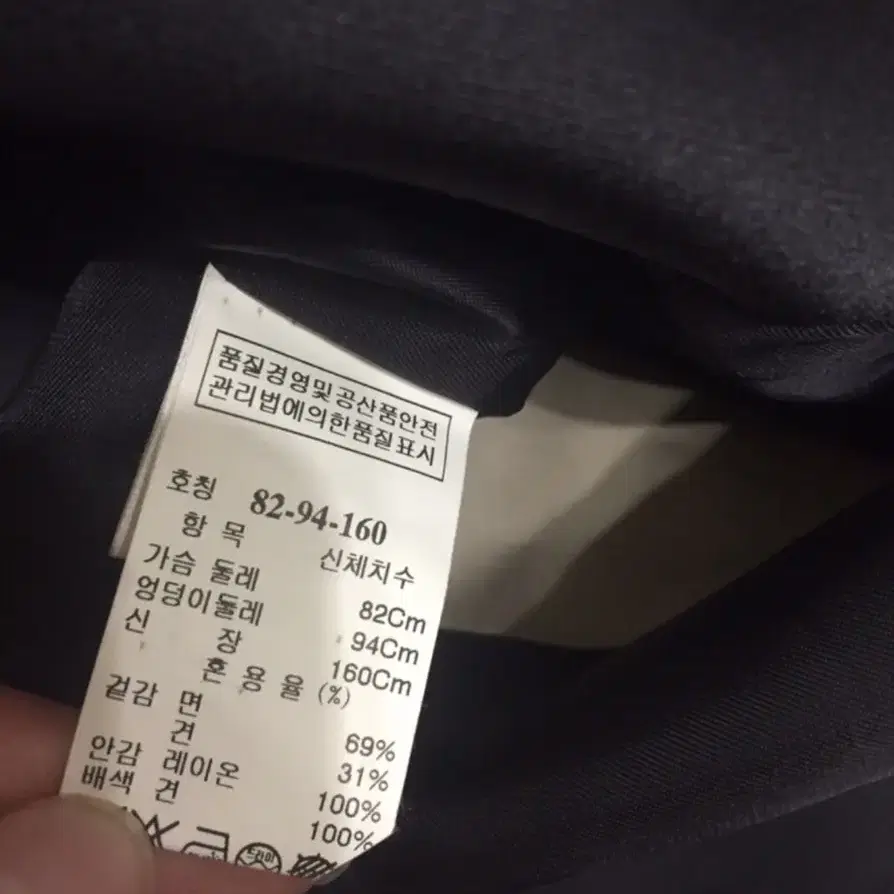 품질경영및공산품안전
관리법에의한품질표시
호칭 82-94-160
항 목 신체치수
가슴 둘레 82Cm
엉덩이둘레 94Cm
신 장 160Cm
혼 용 율 (%)
겉감 면 69%
견 31%
안감 레이온 100%
배색 견 100%
드라이